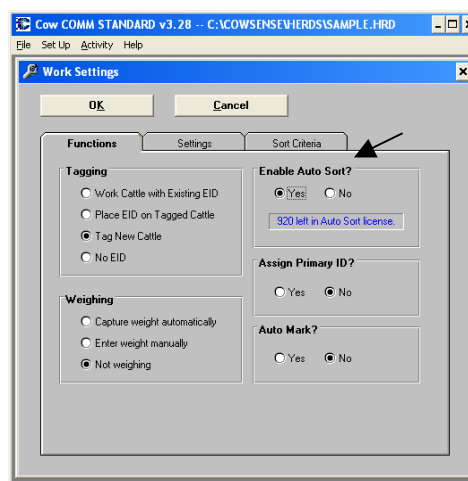 Cow COMM STANDARD v3.28 -- C:\COWSENSE\HERDS\SAMPLE.HRD
File Set Up Activity Help
Work Settings
OK Cancel
Functions Settings Sort Criteria
Tagging
Work Cattle with Existing EID
Place EID on Tagged Cattle
Tag New Cattle
No EID
Weighing
Capture weight automatically
Enter weight manually
Not weighing
Enable Auto Sort?
Yes No
920 left in Auto Sort license.
Assign Primary ID?
Yes No
Auto Mark?
Yes No